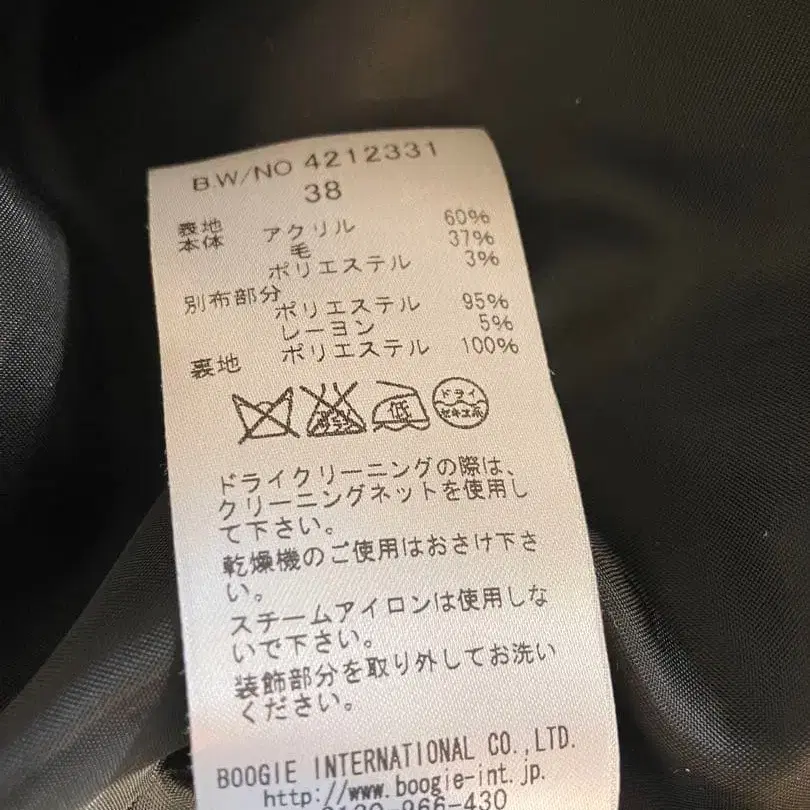 B.W/NO 4212331
38
表地
本体 アクリル 60%
毛 37%
ポリエステル 3%
別布部分 ポリエステル 95%
レーヨン 5%
裏地 ポリエステル 100%
低 ドライ
セキユ系
ドライクリーニングの際は、
クリーニングネットを使用し
て下さい。
乾燥機のご使用はおさけ下さ
い。
スチームアイロンは使用しな
いで下さい。
装飾部分を取り外してお洗い
ください。
BOOGIE INTERNATIONAL CO.,LTD.
http://www.boogie-int.jp.
0120-966-430